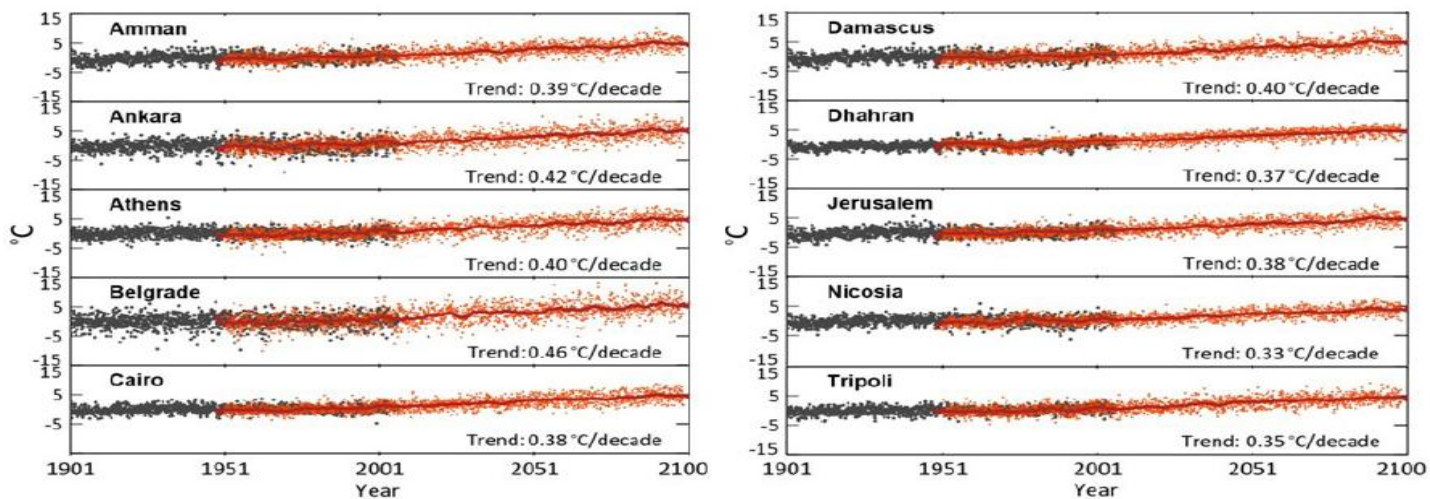 15
5
-5
-15
Amman
Trend: 0.39°C/decade
15
5
-5
-15
Ankara
Trend: 0.42°C/decade
15
5
-5
-15
Athens
Trend: 0.40°C/decade
15
5
-5
-15
Belgrade
Trend: 0.46°C/decade
15
5
-5
Cairo
Trend: 0.38°C/decade
°C
1901 1951 2001 2051 2100
Year
15
5
-5
-15
Damascus
Trend: 0.40°C/decade
15
5
-5
-15
Dhahran
Trend: 0.37°C/decade
15
5
-5
-15
Jerusalem
Trend: 0.38°C/decade
15
5
-5
-15
Nicosia
Trend: 0.33°C/decade
15
5
-5
-15
Tripoli
Trend: 0.35°C/decade
°C
1901 1951 2001 2051 2100
Year